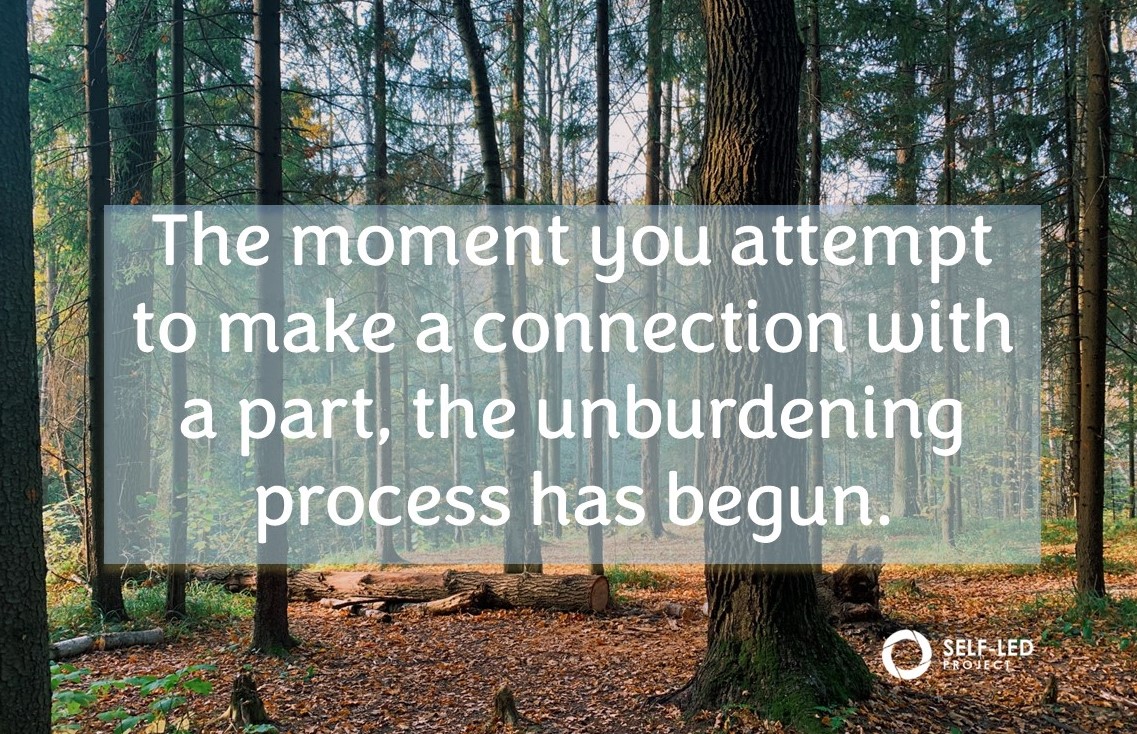 The moment you attempt
to make a connection with
a part, the unburdening
process has begun.
SELF-LED
PROJECT